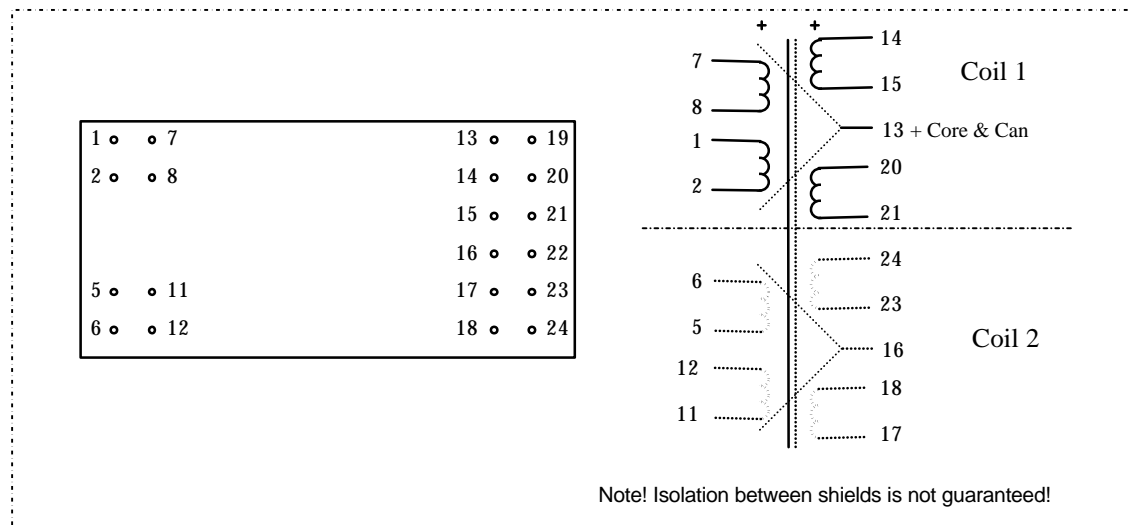 1 7 13 19
2 8 14 20
15 21
16 22
5 11 17 23
6 12 18 24
+ +
7
8
1
2
14
15
Coil 1
13 + Core & Can
20
21
6
5
12
11
24
23
16
Coil 2
18
17
Note! Isolation between shields is not guaranteed!